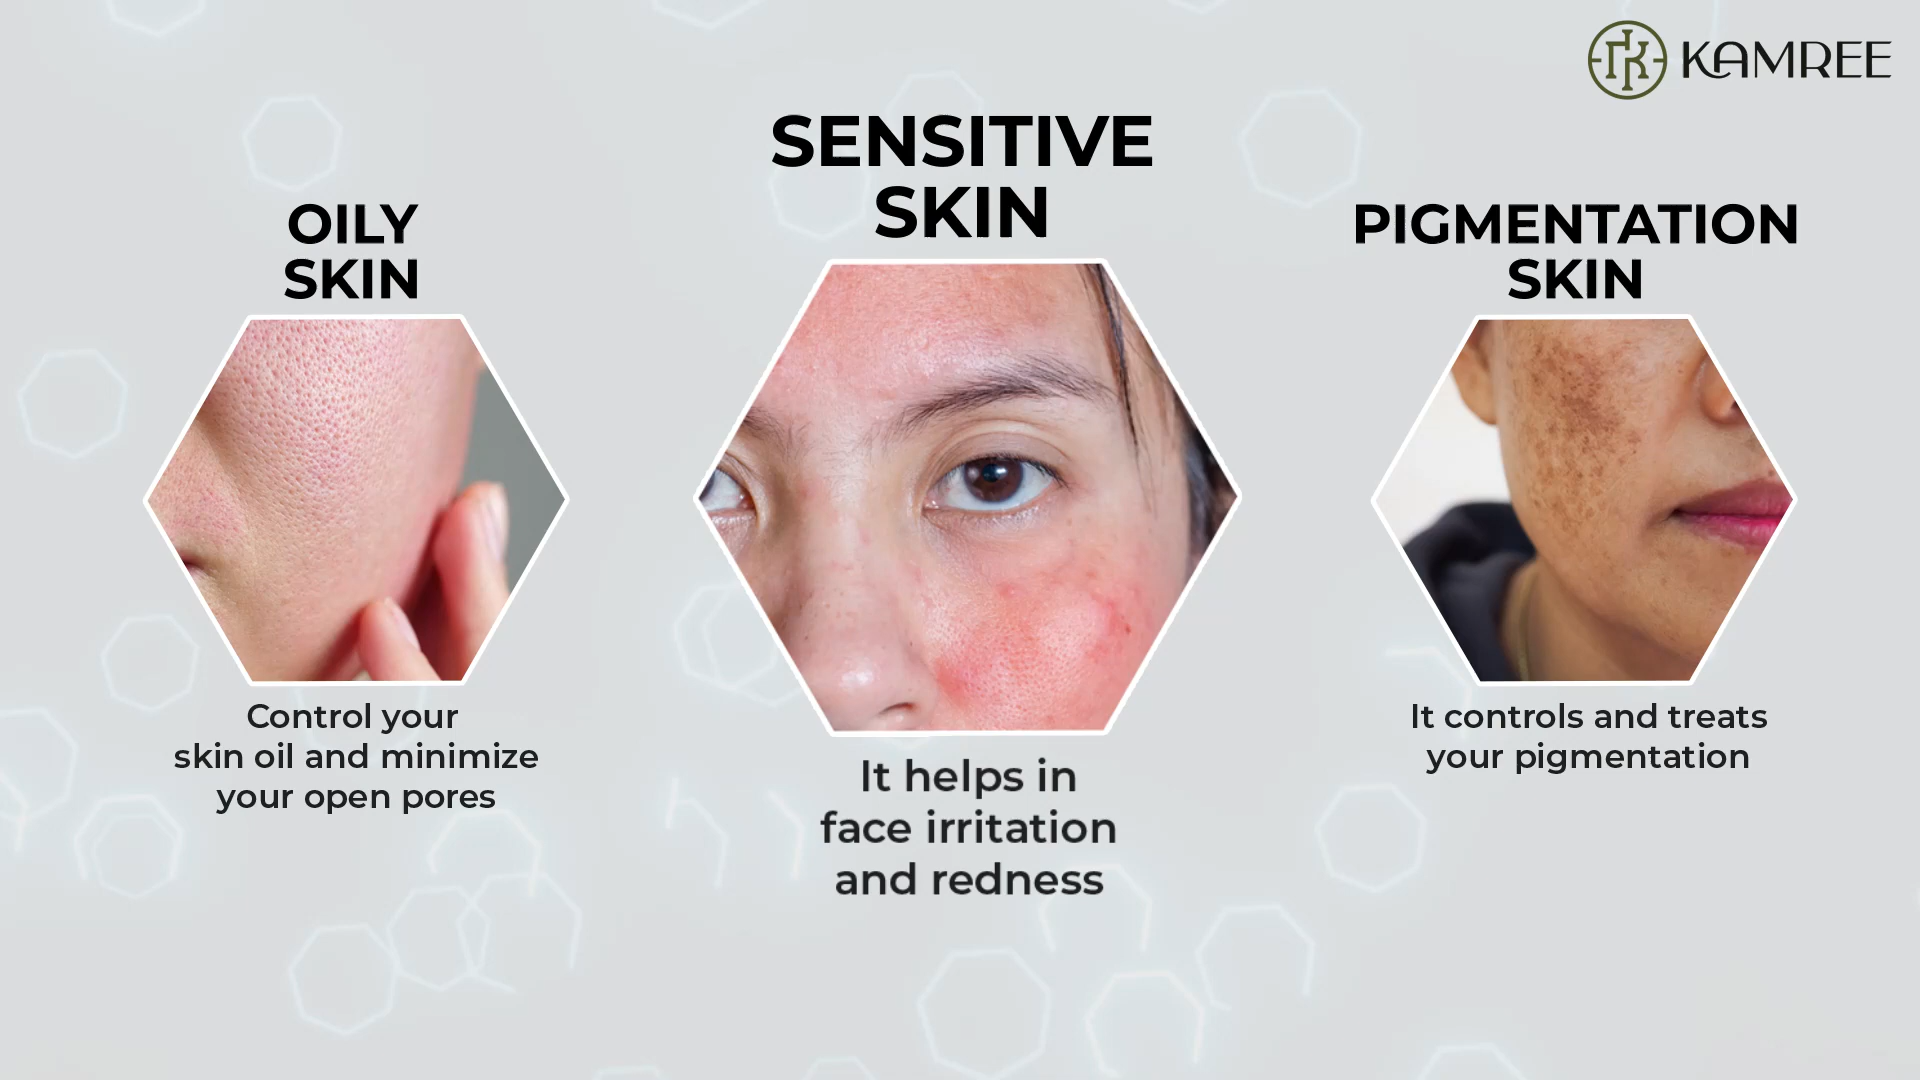 KAMREE
OILY
SKIN
Control your
skin oil and minimize
your open pores
SENSITIVE
SKIN
It helps in
face irritation
and redness
PIGMENTATION
SKIN
It controls and treats
your pigmentation